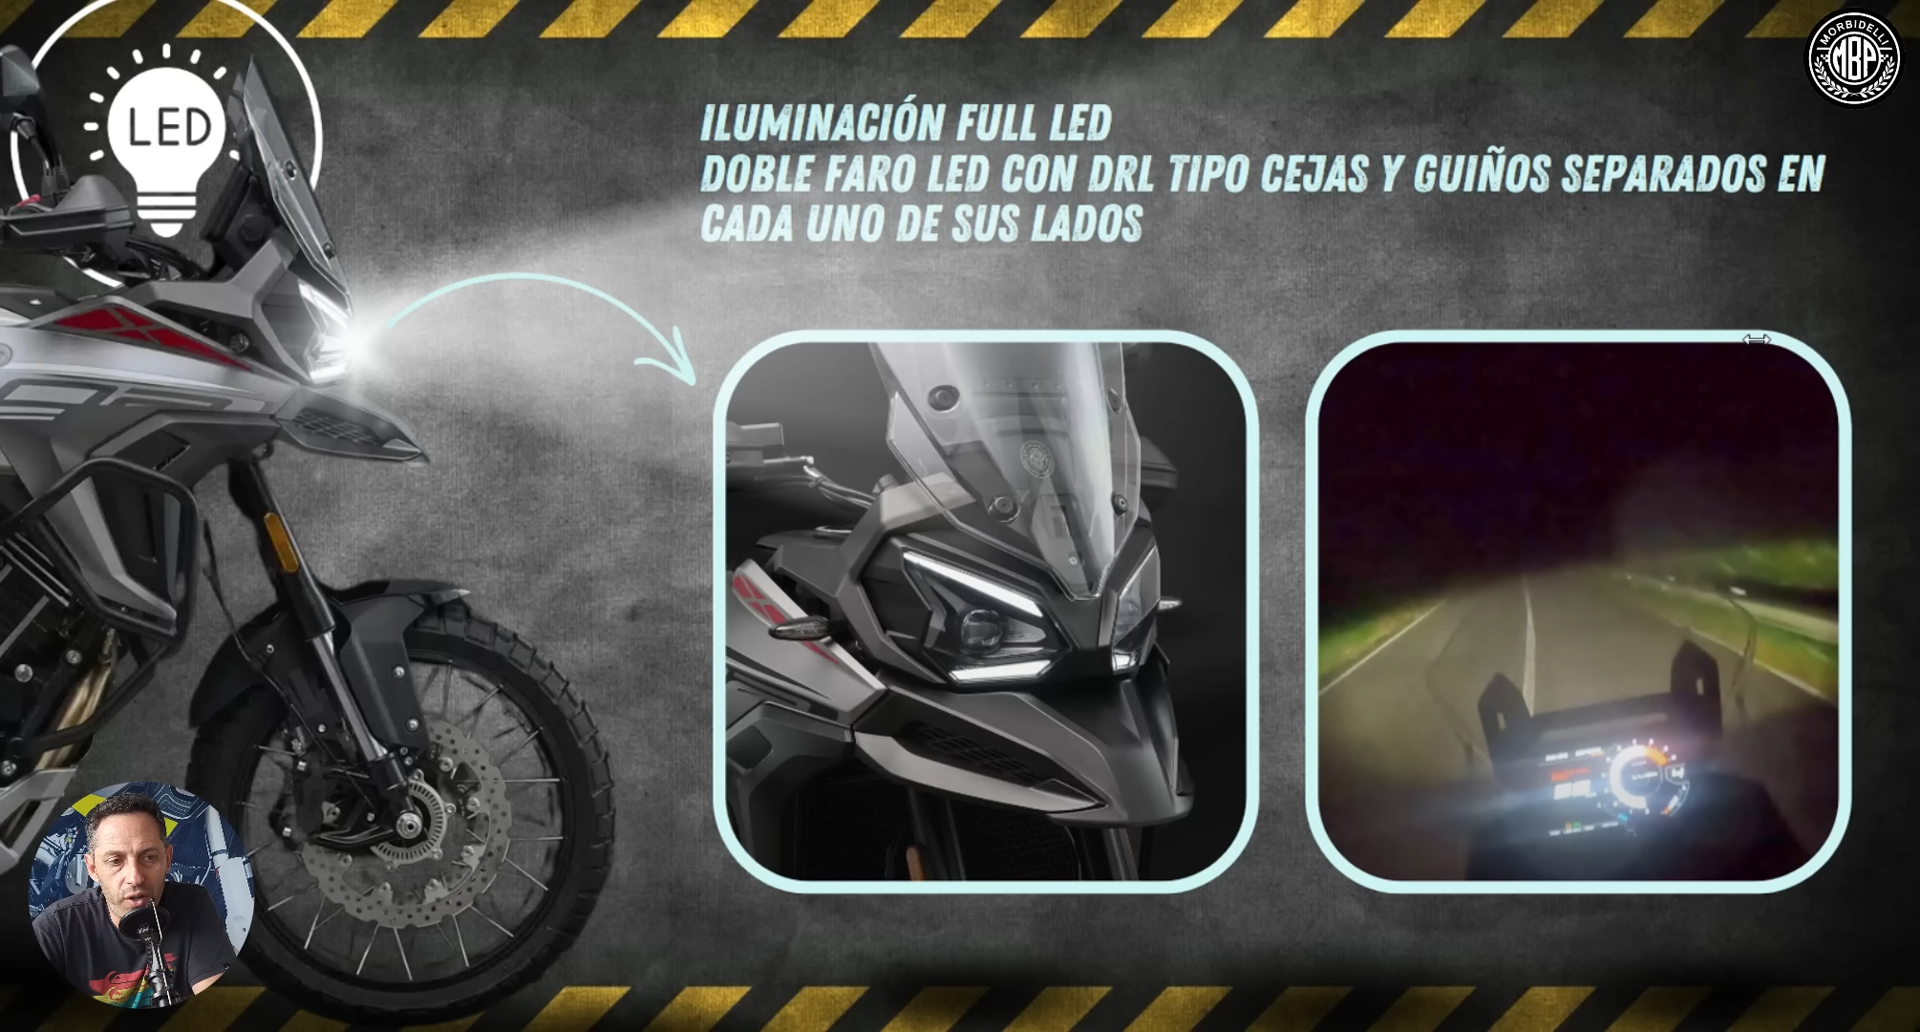 LED
MORBIDELLI
MBP
ILUMINACIÓN FULL LED
DOBLE FARO LED CON DRL TIPO CEJAS Y GUIÑOS SEPARADOS EN
CADA UNO DE SUS LADOS